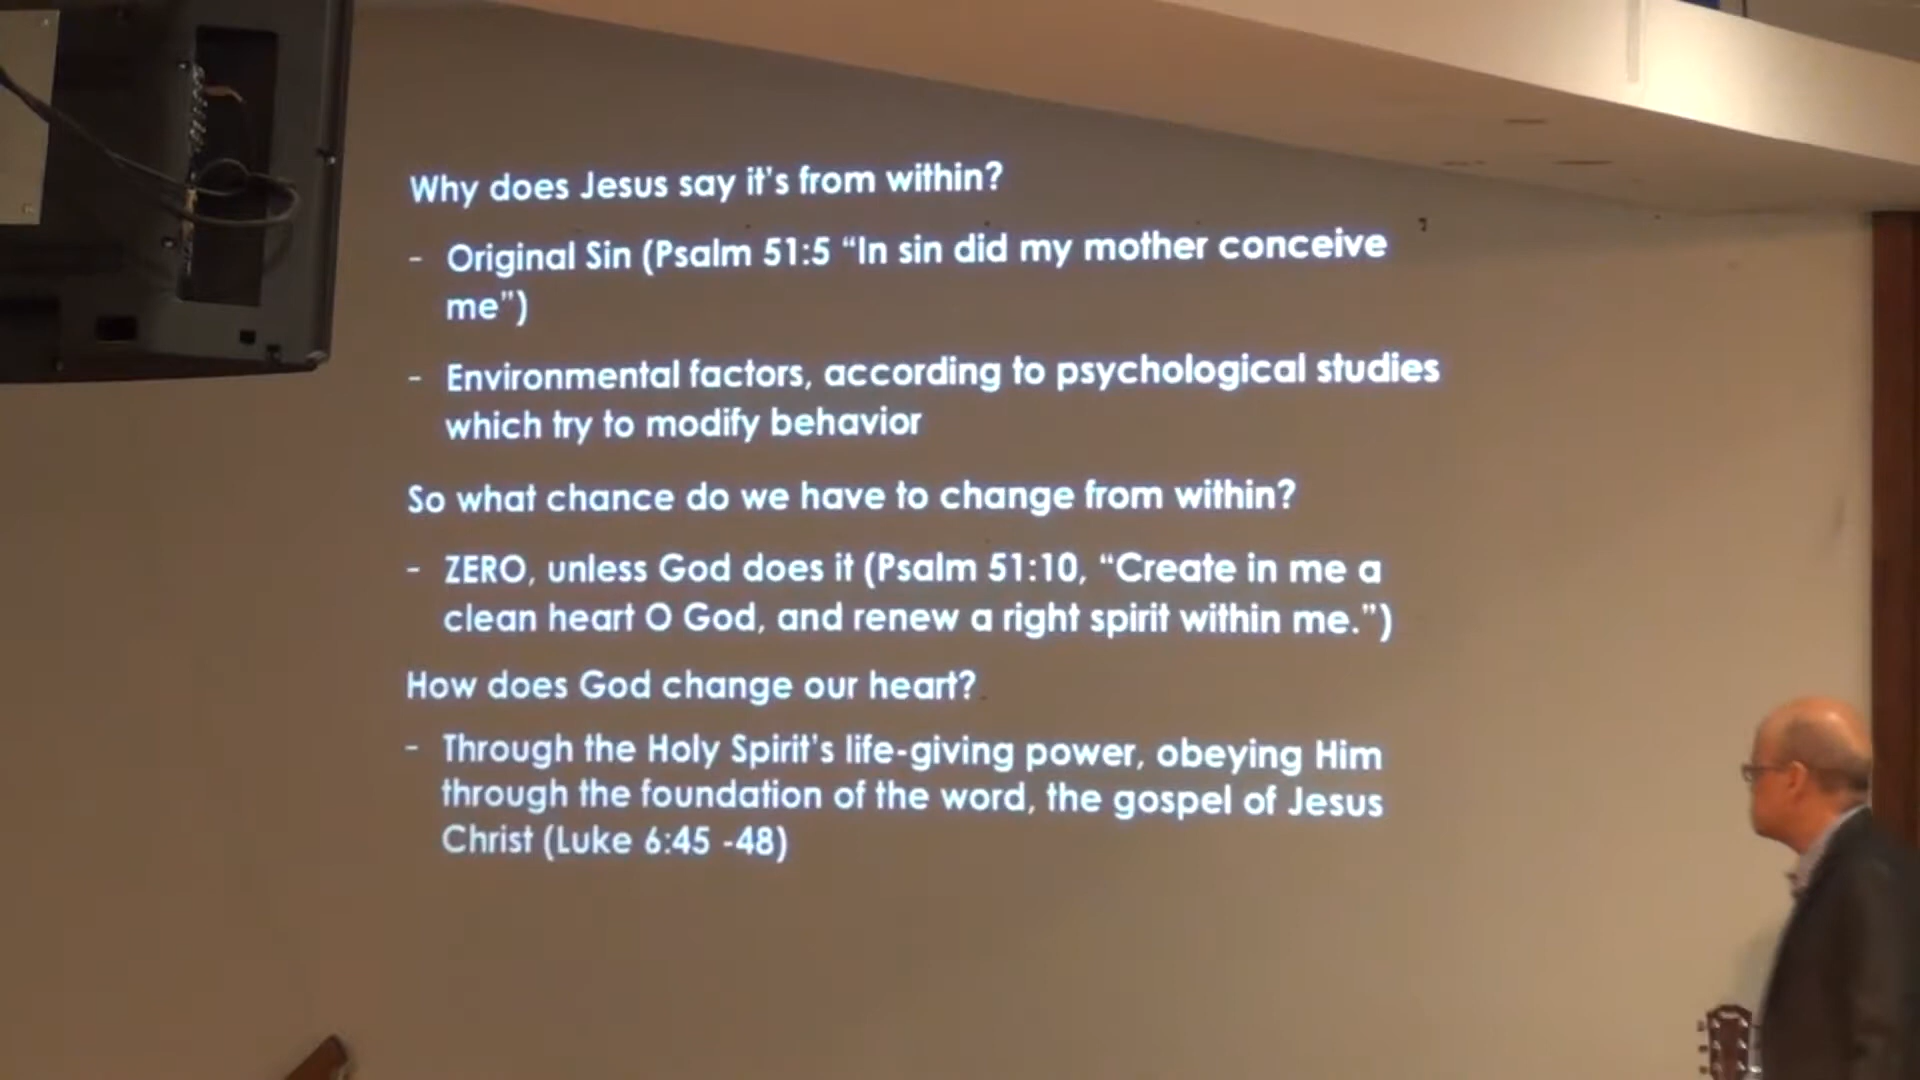 Why does Jesus say it's from within?
- Original Sin (Psalm 51:5 “In sin did my mother conceive
me”)
- Environmental factors, according to psychological studies
which try to modify behavior
So what chance do we have to change from within?
- ZERO, unless God does it (Psalm 51:10, “Create in me a
clean heart O God, and renew a right spirit within me.”)
How does God change our heart?
- Through the Holy Spirit's life-giving power, obeying Him
through the foundation of the word, the gospel of Jesus
Christ (Luke 6:45 -48)